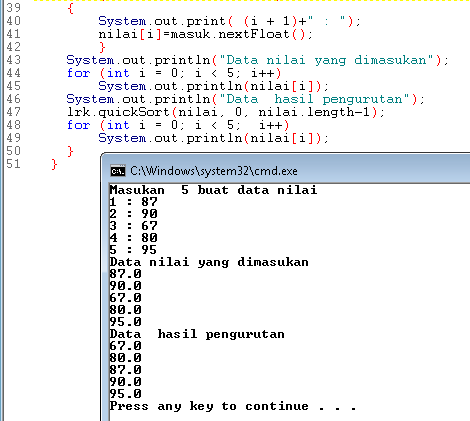 39 {
40 System.out.print( (i + 1)+" : ");
41 nilai[i]=masuk.nextFloat();
42 }
43 System.out.println("Data nilai yang dimasukan");
44 for (int i = 0; i < 5; i++)
45 System.out.println(nilai[i]);
46 System.out.println("Data  hasil pengurutan");
47 lrk.quickSort(nilai, 0, nilai.length-1);
48 for (int i = 0; i < 5;  i++)
49 System.out.println(nilai[i]);
50 }
51 }
C:\Windows\system32\cmd.exe
Masukan  5 buat data nilai
1 : 87
2 : 90
3 : 67
4 : 80
5 : 95
Data nilai yang dimasukan
87.0
90.0
67.0
80.0
95.0
Data  hasil pengurutan
67.0
80.0
87.0
90.0
95.0
Press any key to continue . . .